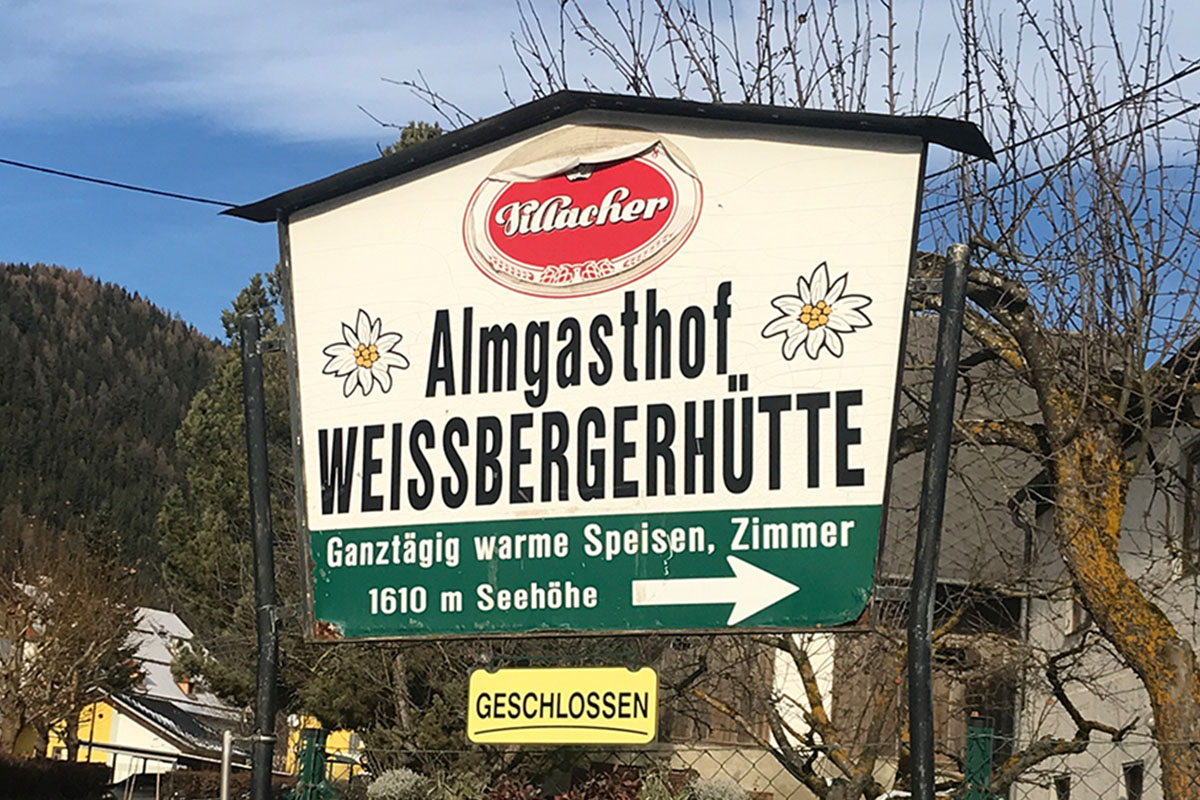 Villacher
Almgasthof
WEISSBERGERHÜTTE
Ganztägig warme Speisen, Zimmer
1610 m Seehöhe
GESCHLOSSEN